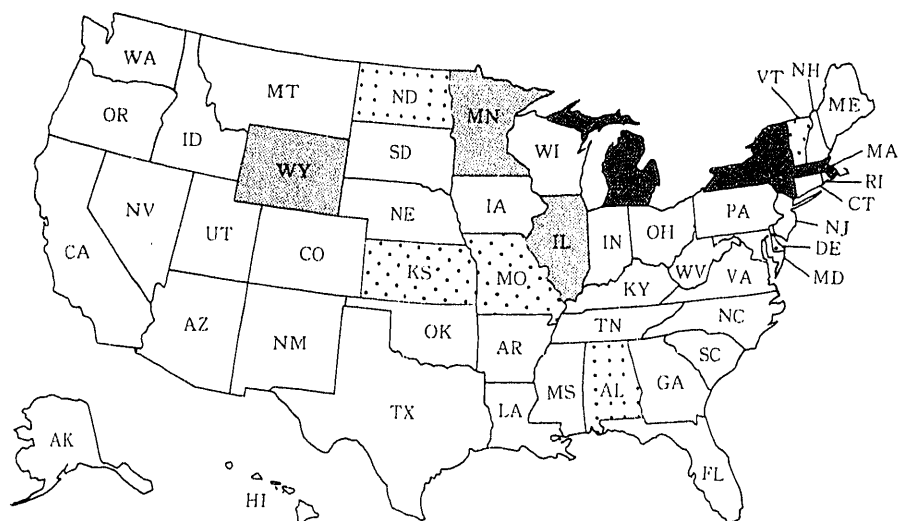 WA
MT
ND
MN
VT
NH
ME
OR
ID
WY
SD
WI
MA
RI
CT
NV
UT
CO
NE
IA
IL
IN
OH
PA
NJ
DE
MD
CA
KS
MO
KY
WV
VA
AZ
NM
OK
AR
TN
NC
SC
TX
LA
MS
AL
GA
AK
HI
FL